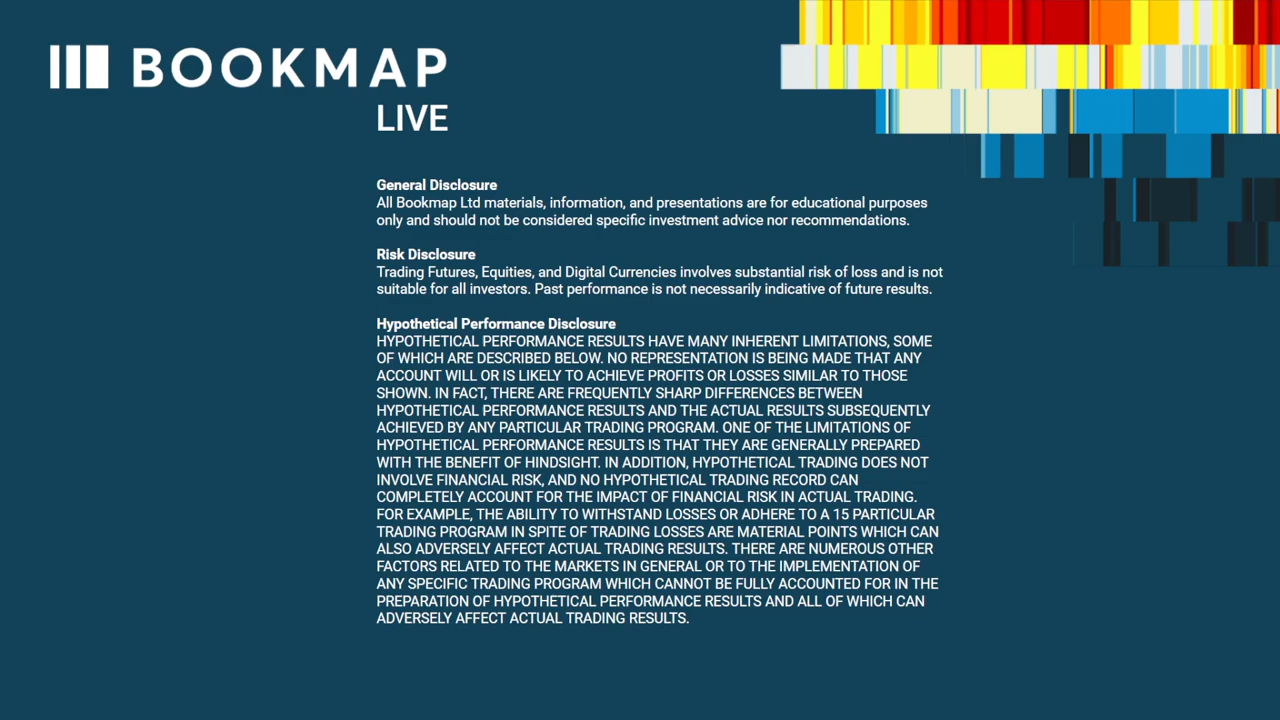 BOOKMAP
LIVE
General Disclosure
All Bookmap Ltd materials, information, and presentations are for educational purposes
only and should not be considered specific investment advice nor recommendations.
Risk Disclosure
Trading Futures, Equities, and Digital Currencies involves substantial risk of loss and is not
suitable for all investors. Past performance is not necessarily indicative of future results.
Hypothetical Performance Disclosure
HYPOTHETICAL PERFORMANCE RESULTS HAVE MANY INHERENT LIMITATIONS, SOME
OF WHICH ARE DESCRIBED BELOW. NO REPRESENTATION IS BEING MADE THAT ANY
ACCOUNT WILL OR IS LIKELY TO ACHIEVE PROFITS OR LOSSES SIMILAR TO THOSE
SHOWN. IN FACT, THERE ARE FREQUENTLY SHARP DIFFERENCES BETWEEN
HYPOTHETICAL PERFORMANCE RESULTS AND THE ACTUAL RESULTS SUBSEQUENTLY
ACHIEVED BY ANY PARTICULAR TRADING PROGRAM. ONE OF THE LIMITATIONS OF
HYPOTHETICAL PERFORMANCE RESULTS IS THAT THEY ARE GENERALLY PREPARED
WITH THE BENEFIT OF HINDSIGHT. IN ADDITION, HYPOTHETICAL TRADING DOES NOT
INVOLVE FINANCIAL RISK, AND NO HYPOTHETICAL TRADING RECORD CAN
COMPLETELY ACCOUNT FOR THE IMPACT OF FINANCIAL RISK IN ACTUAL TRADING.
FOR EXAMPLE, THE ABILITY TO WITHSTAND LOSSES OR ADHERE TO A 15 PARTICULAR
TRADING PROGRAM IN SPITE OF TRADING LOSSES ARE MATERIAL POINTS WHICH CAN
ALSO ADVERSELY AFFECT ACTUAL TRADING RESULTS. THERE ARE NUMEROUS OTHER
FACTORS RELATED TO THE MARKETS IN GENERAL OR TO THE IMPLEMENTATION OF
ANY SPECIFIC TRADING PROGRAM WHICH CANNOT BE FULLY ACCOUNTED FOR IN THE
PREPARATION OF HYPOTHETICAL PERFORMANCE RESULTS AND ALL OF WHICH CAN
ADVERSELY AFFECT ACTUAL TRADING RESULTS.